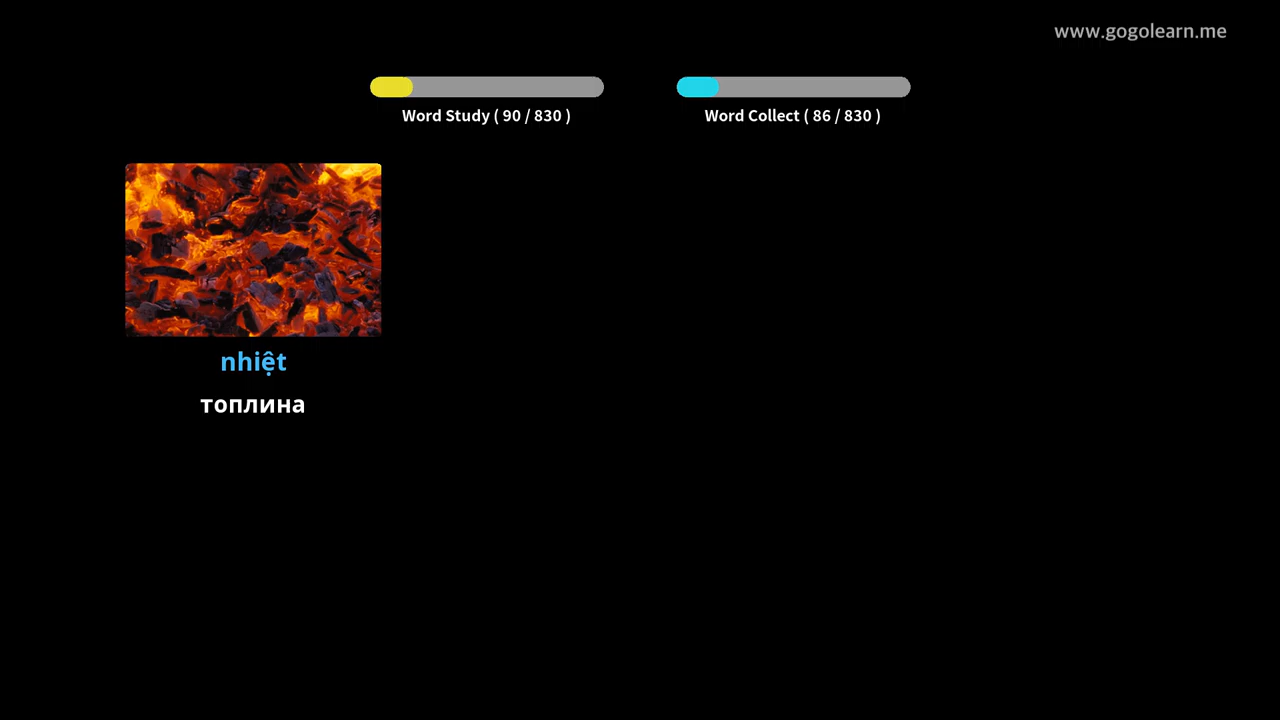 www.gogolearn.me
Word Study ( 90 / 830 )
Word Collect ( 86 / 830 )
nhiệt
топлина